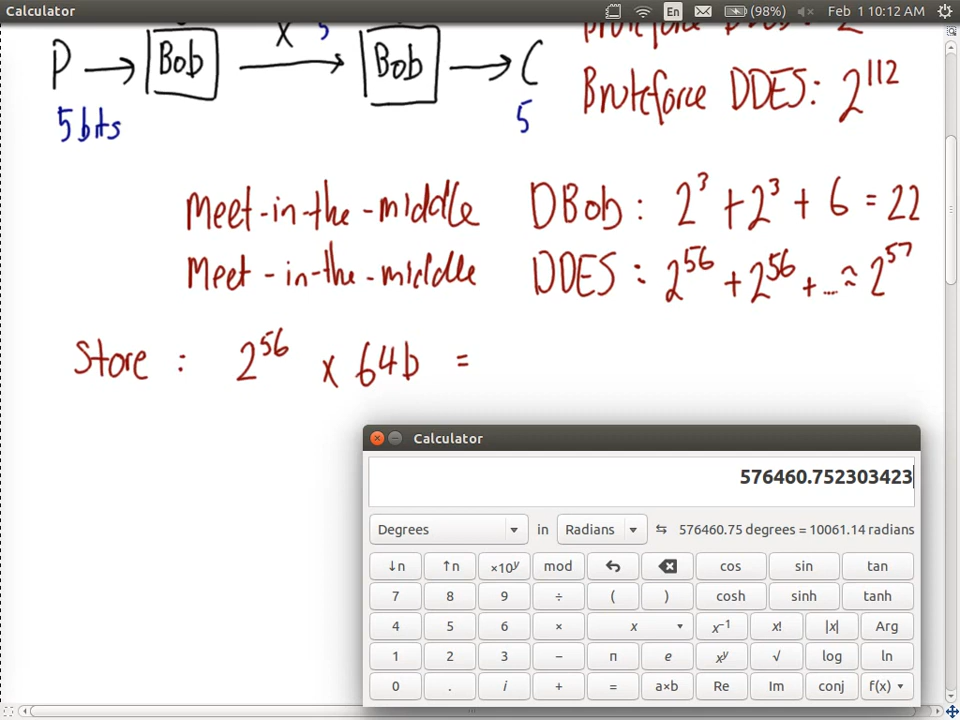 Calculator
En (98%) Feb 1 10:12 AM
P → Bob X 5 → Bob → C
5 bits 5
Bruteforce DDES: 2^112
Meet-in-the-middle DBob : 2^3 + 2^3 + 6 = 22
Meet-in-the-middle DDES : 2^56 + 2^56 + ... ≈ 2^57
Store : 2^56 x 64b =
Calculator
576460.752303423
Degrees in Radians ⇆ 576460.75 degrees = 10061.14 radians
↓n ↑n ×10^y mod cos sin tan
7 8 9 ÷ ( ) cosh sinh tanh
4 5 6 × x x^−1 x! |x| Arg
1 2 3 − π e x^y √ log ln
0 . i + = a×b Re Im conj f(x)